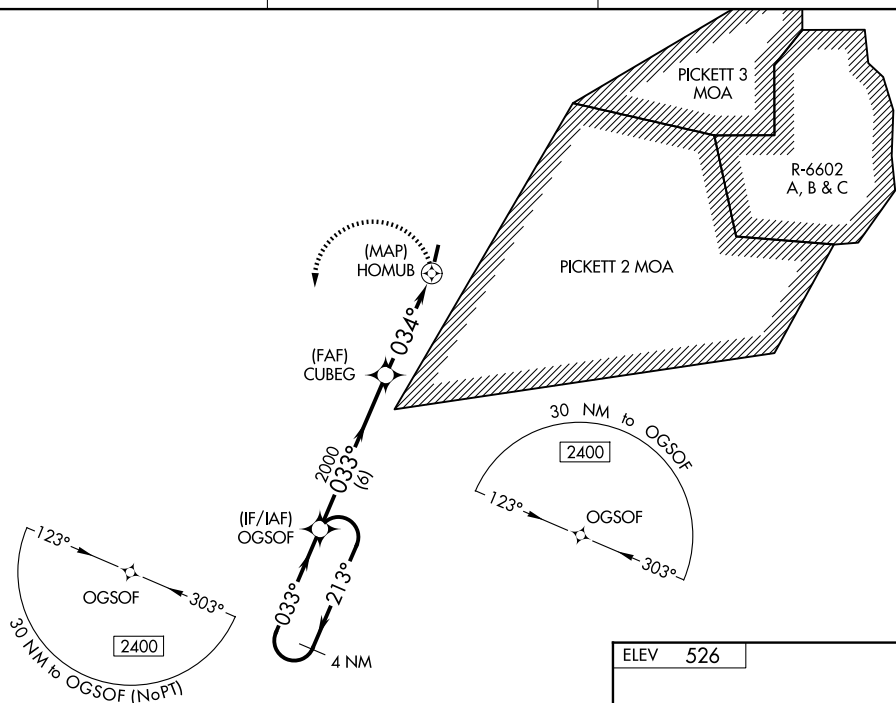 PICKETT 3
MOA
R-6602
A, B & C
PICKETT 2 MOA
(MAP)
HOMUB
034°
(FAF)
CUBEG
2000
033°
(6)
(IF/IAF)
OGSOF
033°
213°
4 NM
30 NM to OGSOF
2400
123°
OGSOF
303°
123°
OGSOF
303°
2400
30 NM to OGSOF (NoPT)
ELEV 526